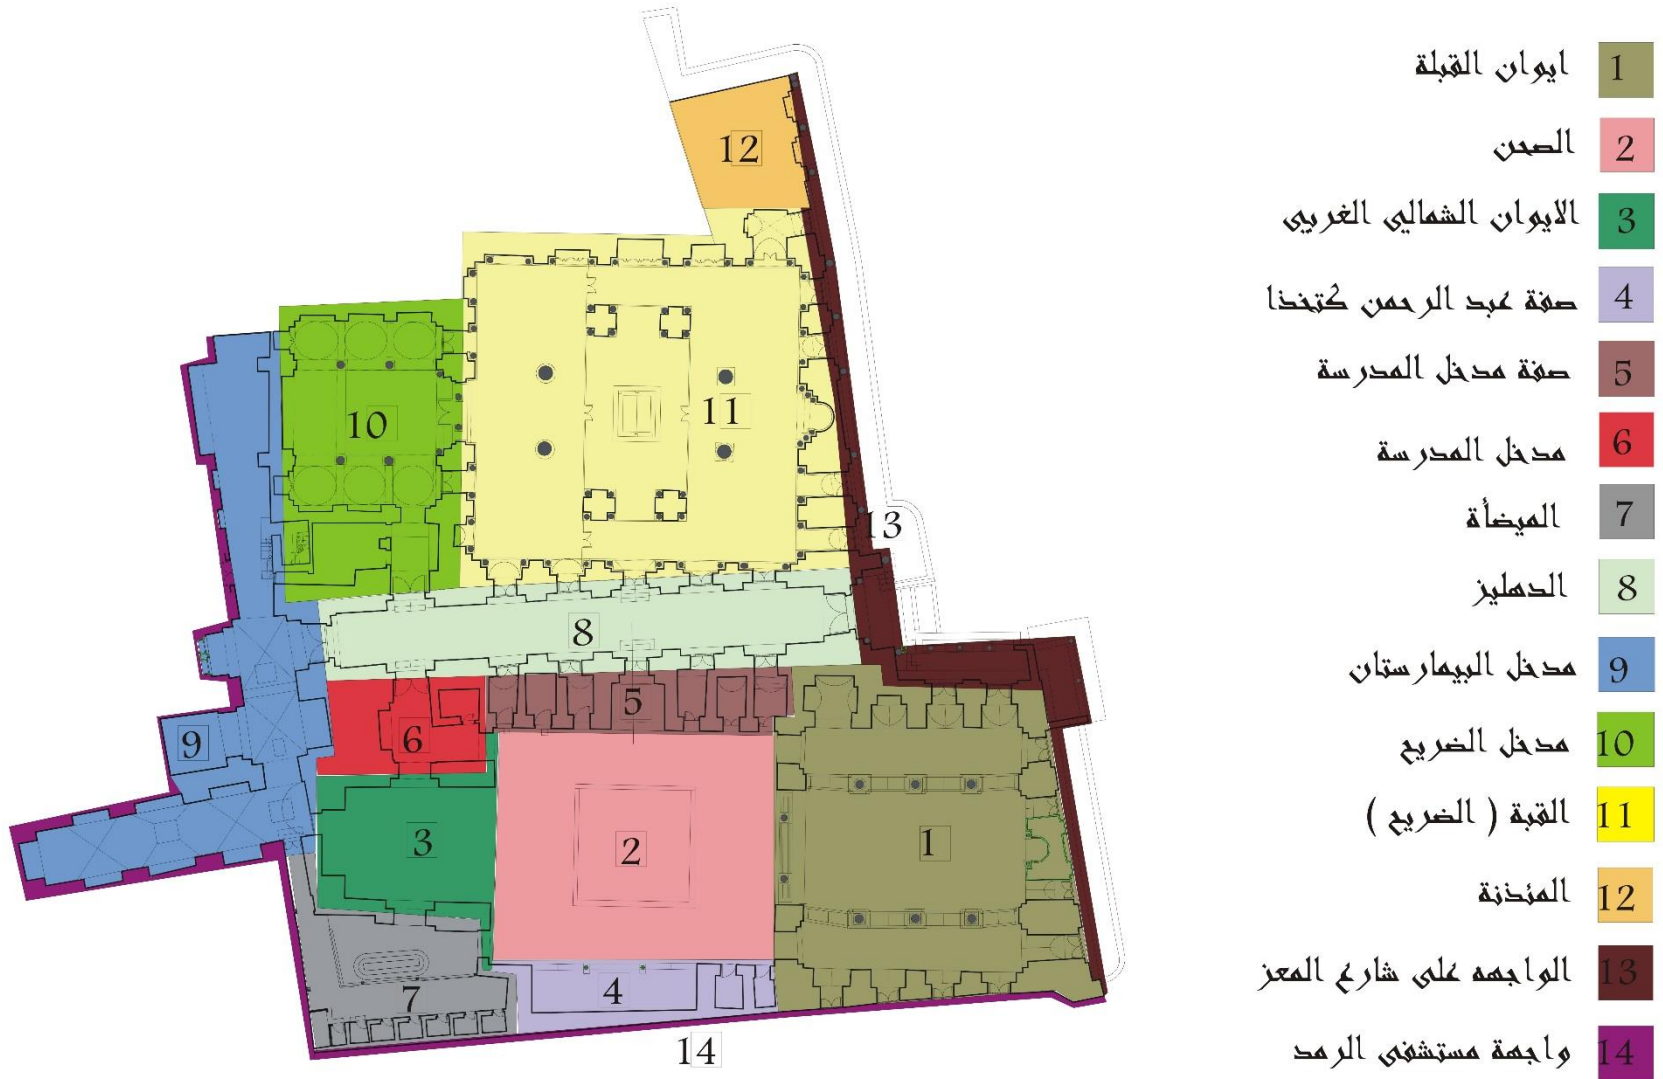 1 ايوان القبلة
2 الصحن
3 الايوان الشمالي الغربي
4 صفة عبد الرحمن كتخذا
5 صفة مدخل المدرسة
6 مدخل المدرسة
7 الميضأة
8 الدهليز
9 مدخل البيمارستان
10 مدخل الضريح
11 القبة ( الضريح )
12 المئذنة
13 الواجهه على شارع المعز
14 واجهة مستشفى الرمد
12
11
10
13
8
5
6
9
3
2
1
4
7
14